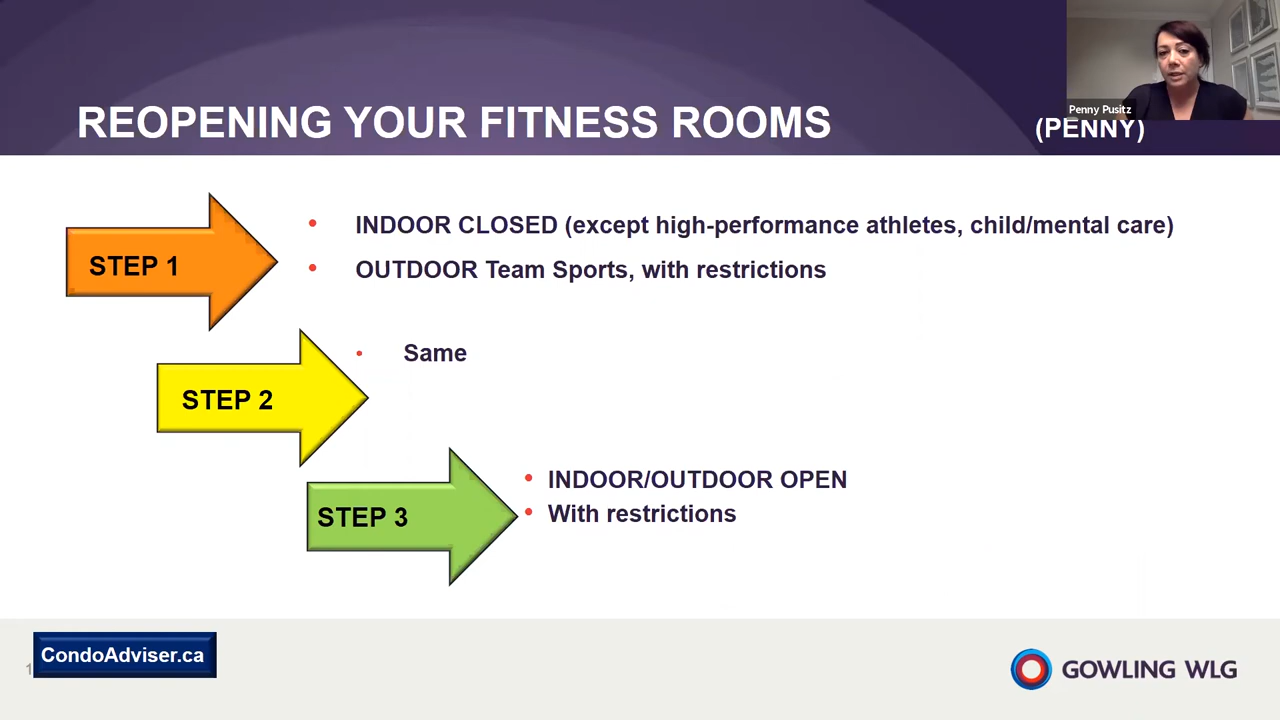 Penny Pusitz
REOPENING YOUR FITNESS ROOMS
(PENNY)
STEP 1
• INDOOR CLOSED (except high-performance athletes, child/mental care)
• OUTDOOR Team Sports, with restrictions
STEP 2
• Same
STEP 3
• INDOOR/OUTDOOR OPEN
• With restrictions
CondoAdviser.ca
GOWLING WLG